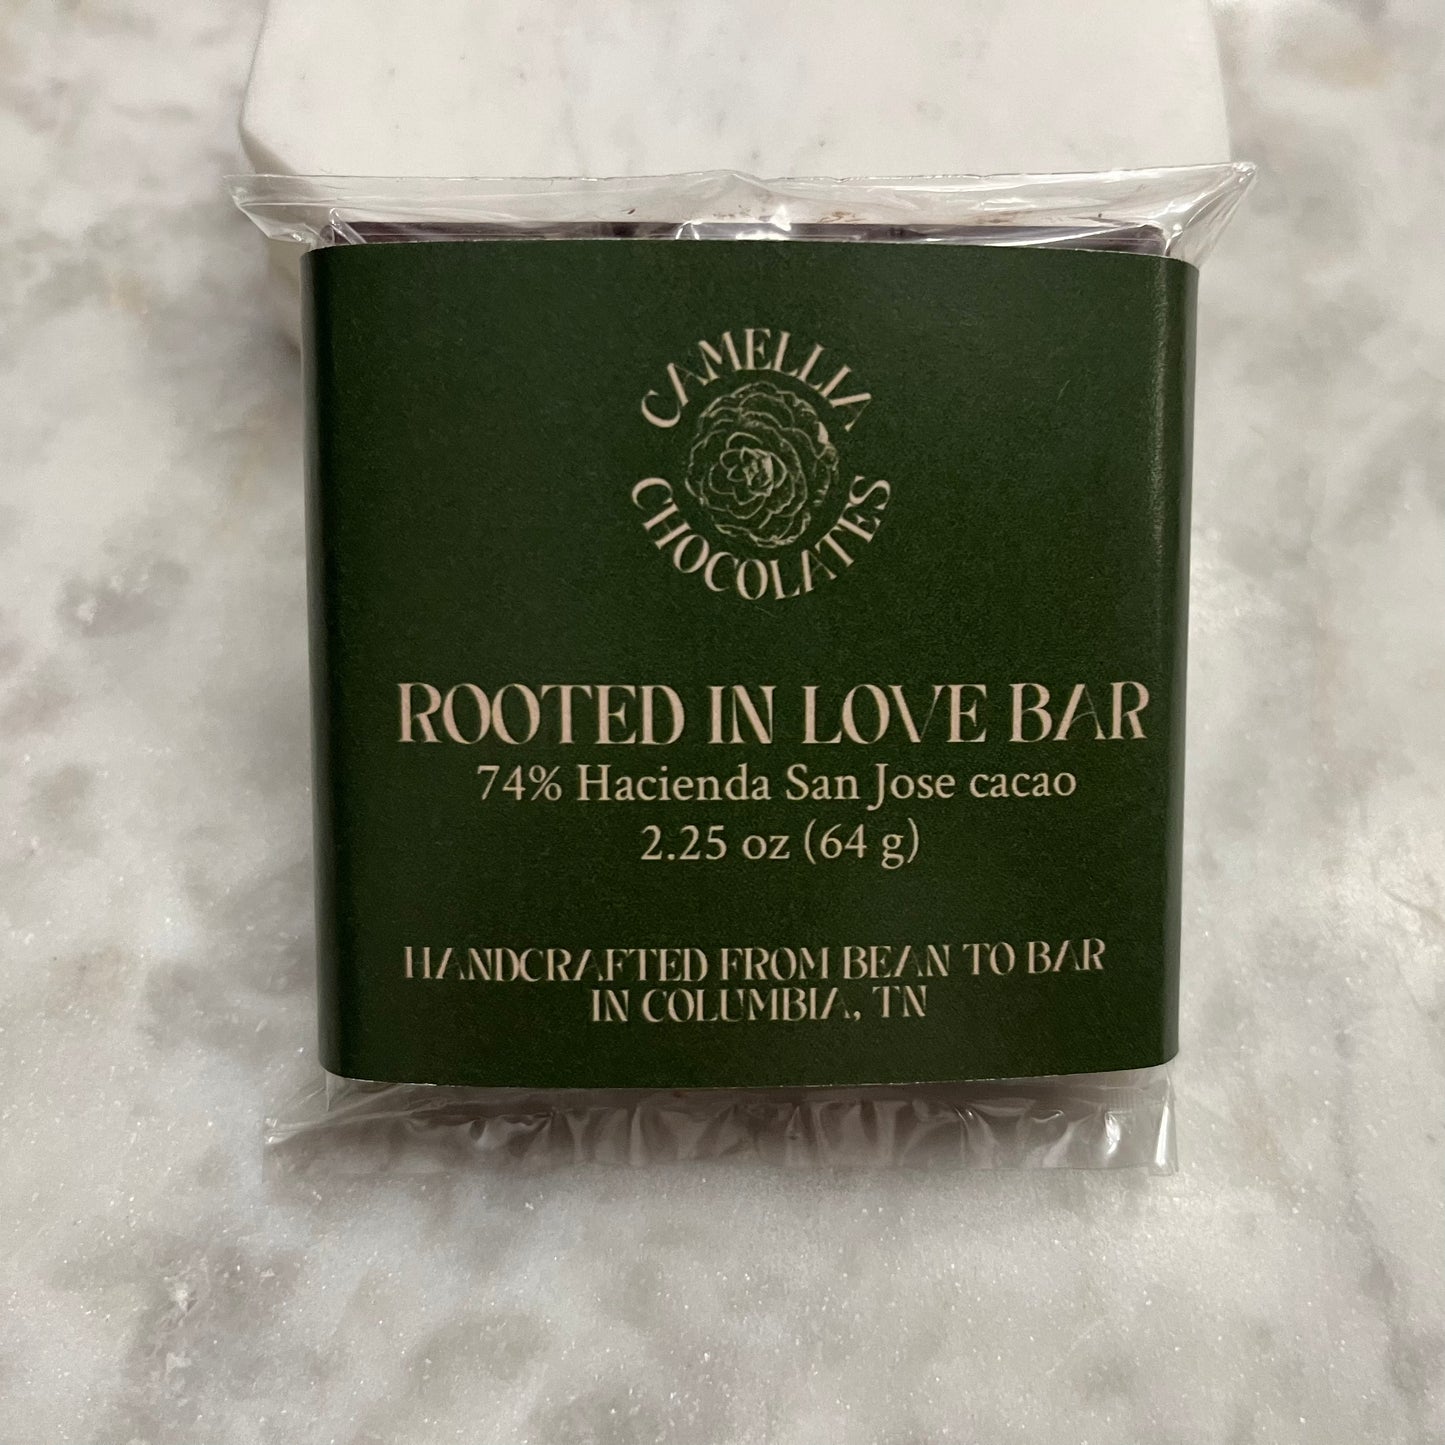 CAMELLIA
CHOCOLATES
ROOTED IN LOVE BAR
74% Hacienda San Jose cacao
2.25 oz (64 g)
HANDCRAFTED FROM BEAN TO BAR
IN COLUMBIA, TN